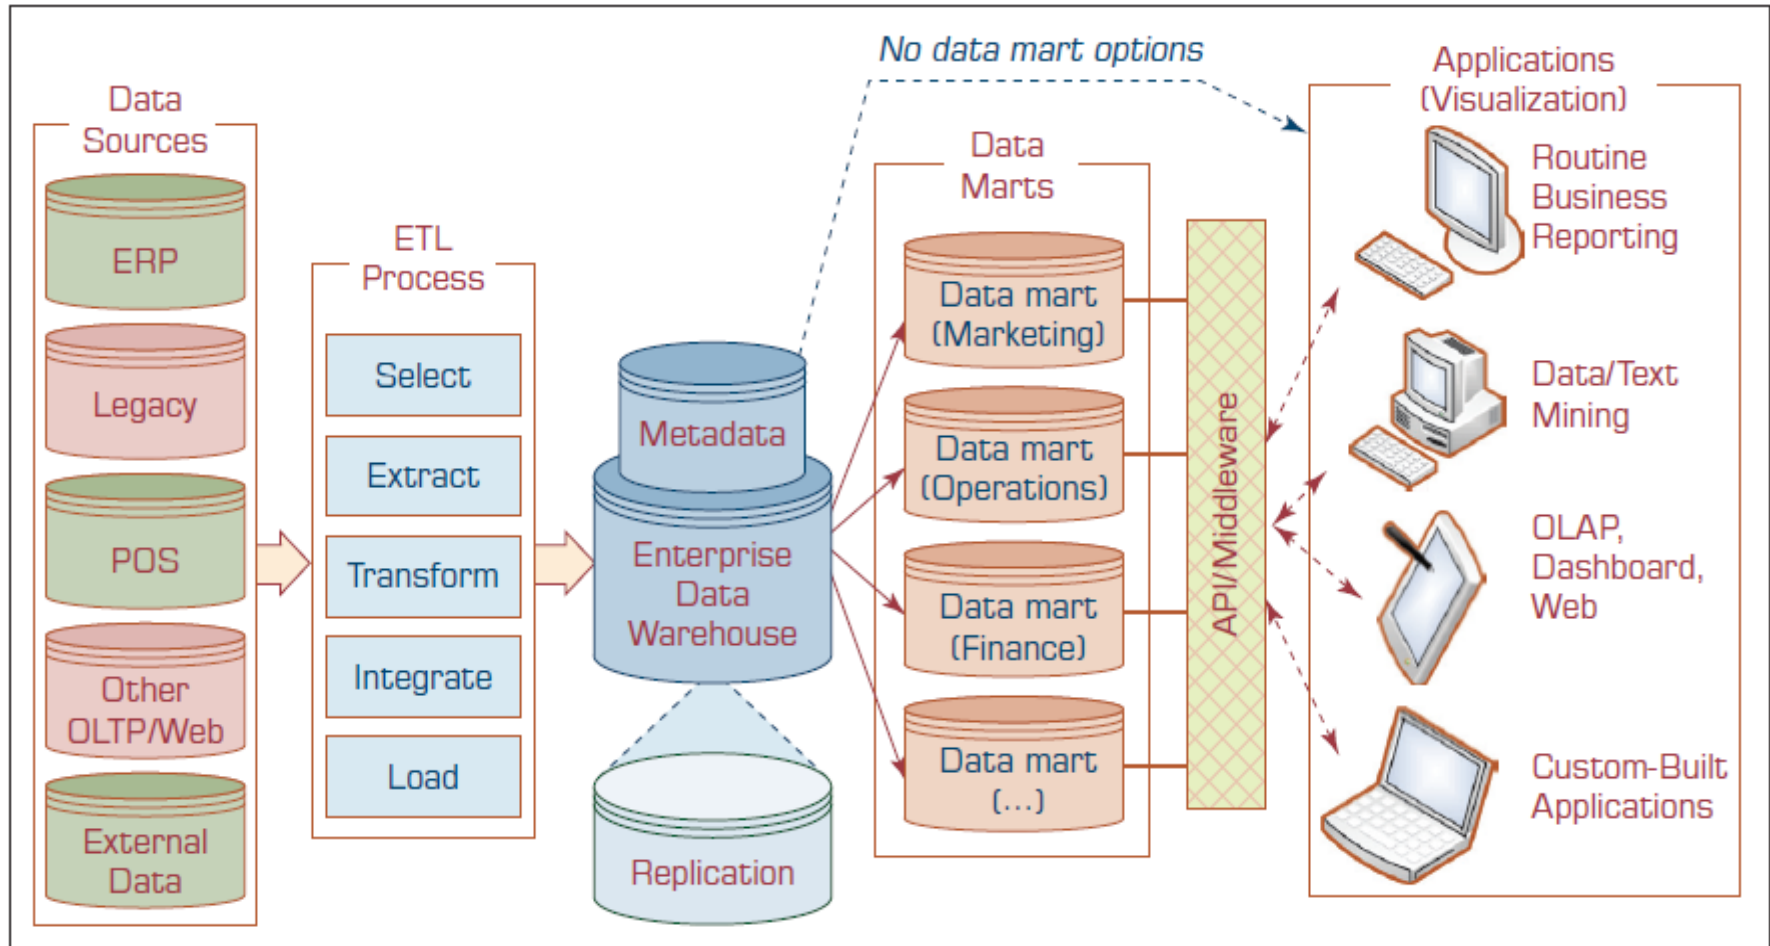 No data mart options
Data
Sources
ERP
Legacy
POS
Other
OLTP/Web
External
Data
ETL
Process
Select
Extract
Transform
Integrate
Load
Metadata
Enterprise
Data
Warehouse
Replication
Data
Marts
Data mart
(Marketing)
Data mart
(Operations)
Data mart
(Finance)
Data mart
(...)
API/Middleware
Applications
(Visualization)
Routine
Business
Reporting
Data/Text
Mining
OLAP,
Dashboard,
Web
Custom-Built
Applications